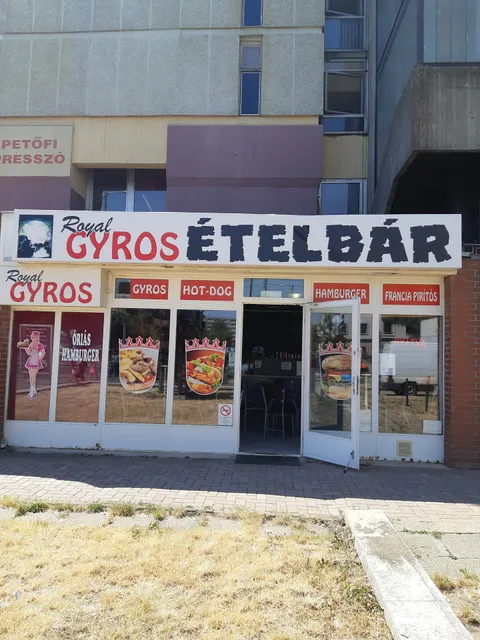 PETŐFI
PRESSZÓ
Royal
GYROS ÉTELBÁR
Royal
GYROS
GYROS
HOT-DOG
HAMBURGER
FRANCIA PIRÍTÓS
ÓRIÁS
HAMBURGER